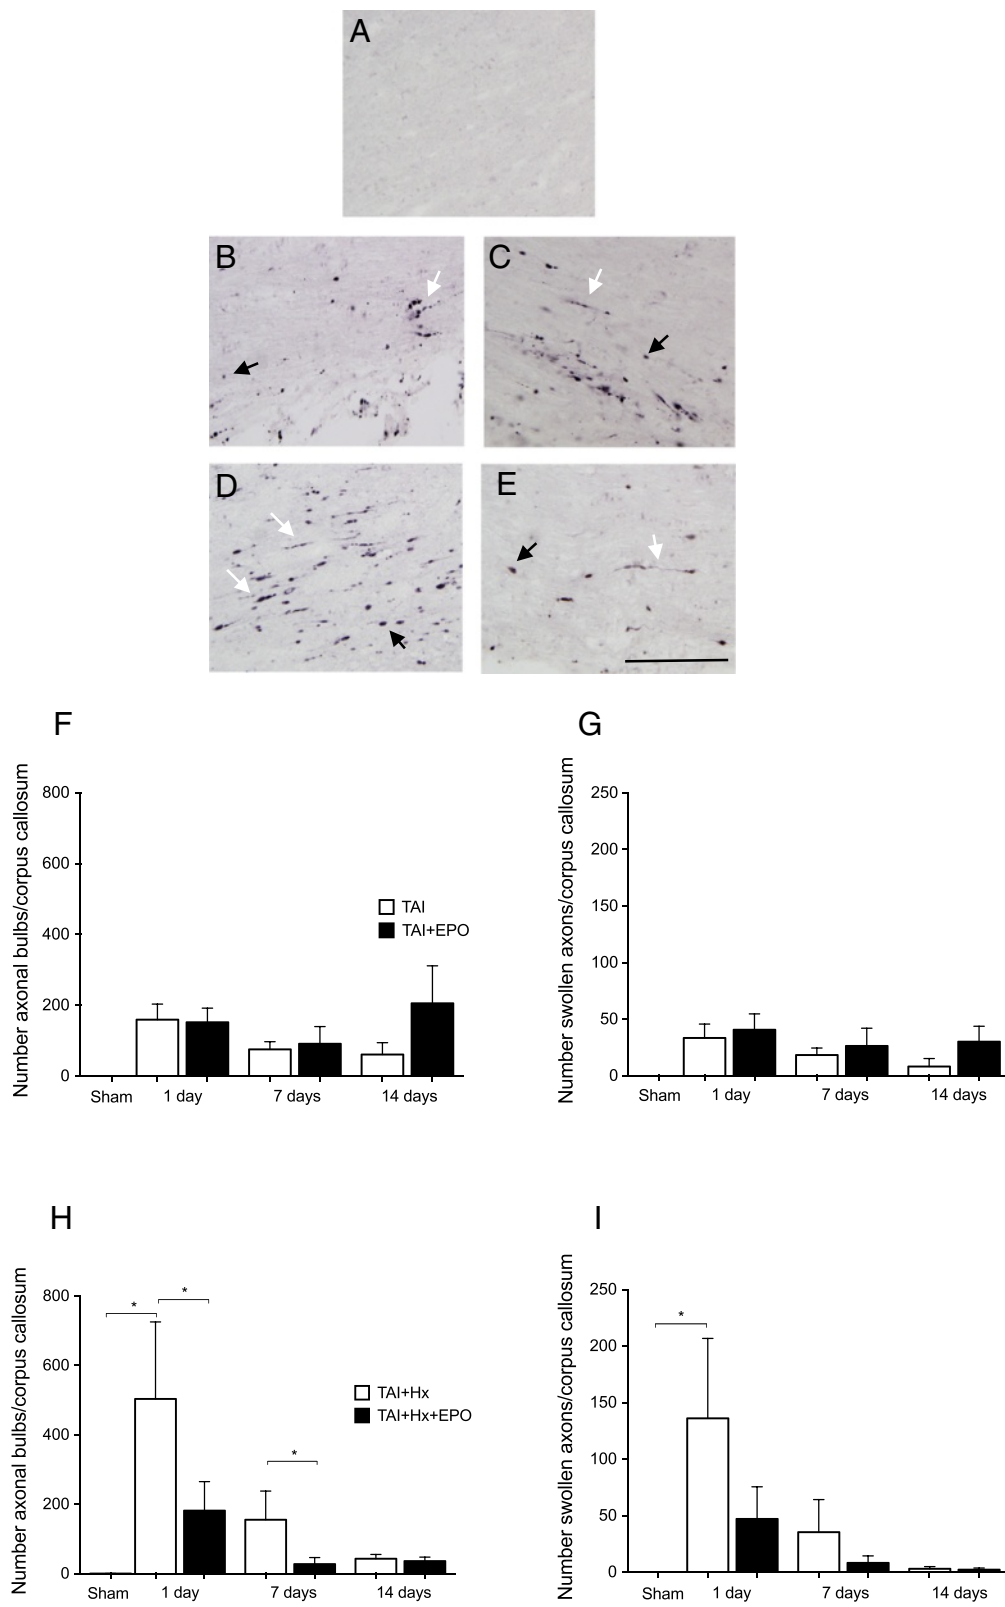 A
B
C
D
E
F
G
Number axonal bulbs/corpus callosum
800
600
400
200
0
TAI
TAI+EPO
Sham 1 day 7 days 14 days
Number swollen axons/corpus callosum
250
200
150
100
50
0
Sham 1 day 7 days 14 days
H
I
Number axonal bulbs/corpus callosum
800
600
400
200
0
* * *
TAI+Hx
TAI+Hx+EPO
Sham 1 day 7 days 14 days
Number swollen axons/corpus callosum
250
200
150
100
50
0
*
Sham 1 day 7 days 14 days